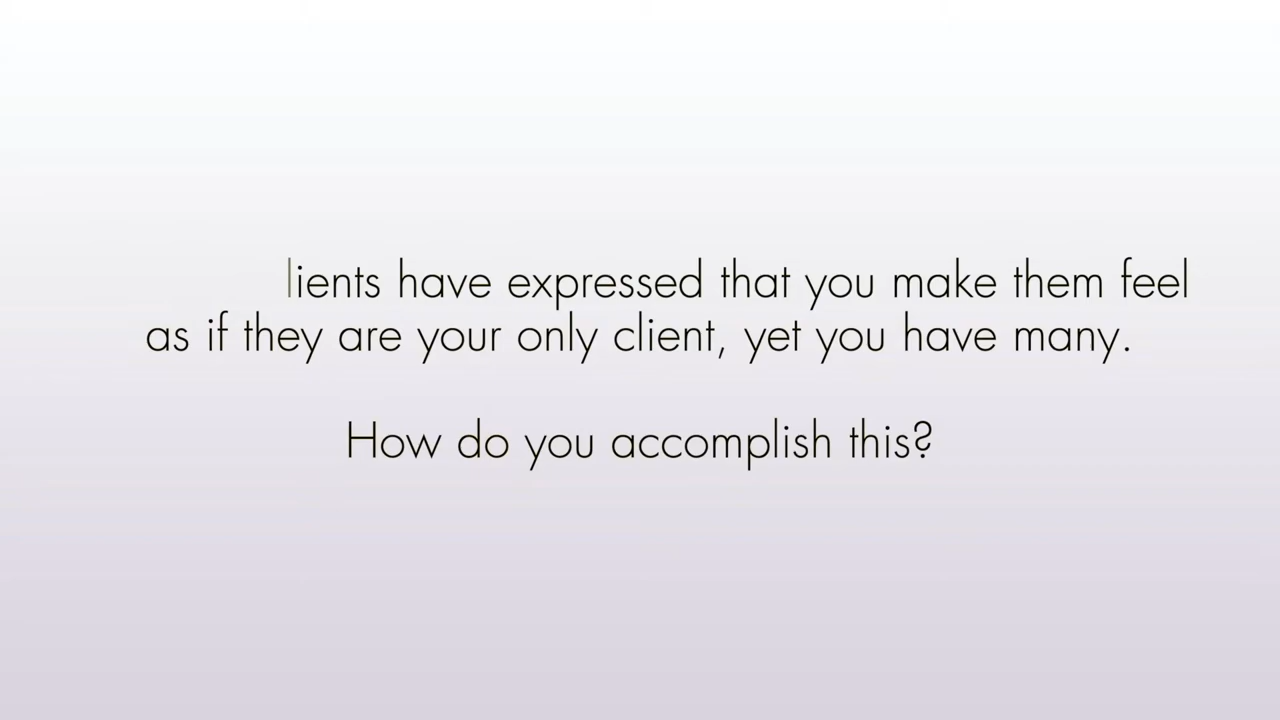 lients have expressed that you make them feel
as if they are your only client, yet you have many.
How do you accomplish this?